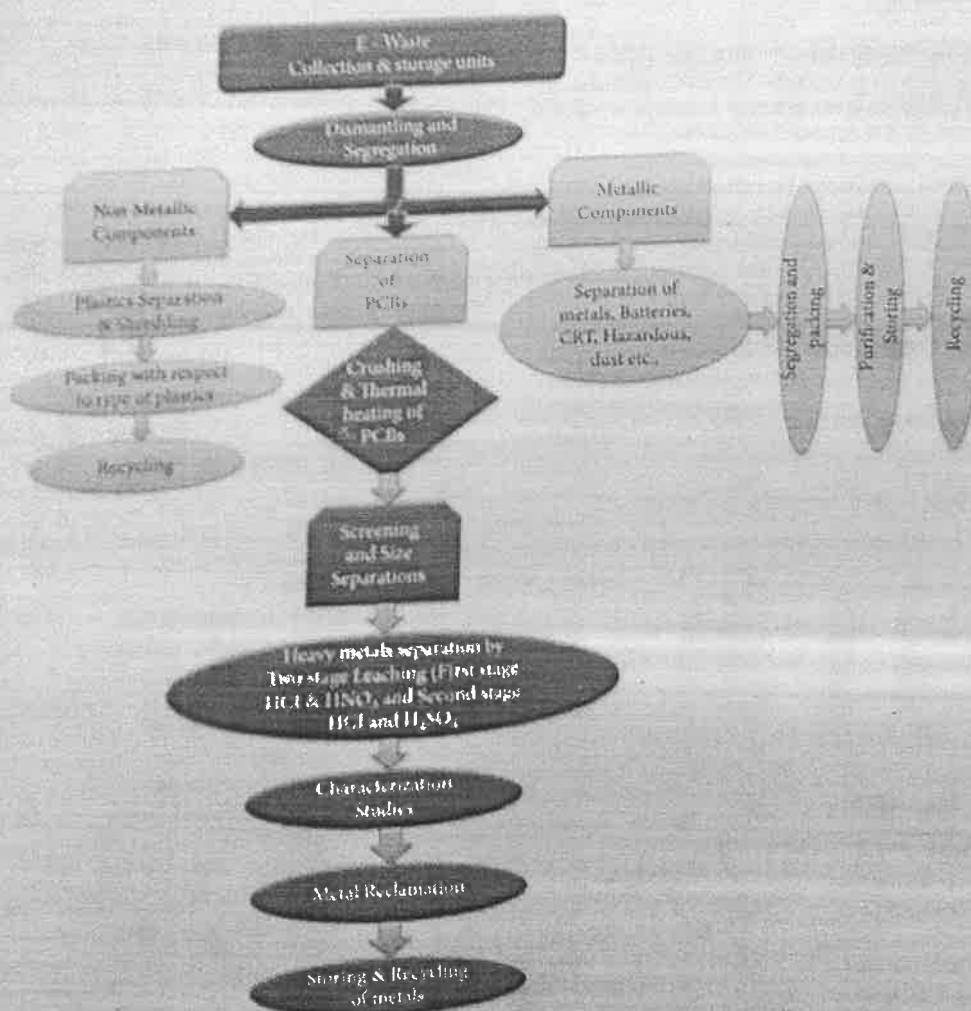 E - Waste
Collection & storage units
Dismantling and
Segregation
Non Metallic
Components
Plastics Separation
& Shredding
Packing with respect
to type of plastics
Recycling
Separation
of
PCBs
Crushing
& Thermal
heating of
PCBs
Screening
and Size
Separations
Heavy metals separation by
Two stage Leaching (First stage
HCl & HNO₃ and Second stage
HCl and H₂SO₄
Characterization
Studies
Metal Reclamation
Storing & Recycling
of metals
Metallic
Components
Separation of
metals, Batteries,
CRT, Hazardous,
dust etc.,
Segregation and
packing
Purification &
Storing
Recycling